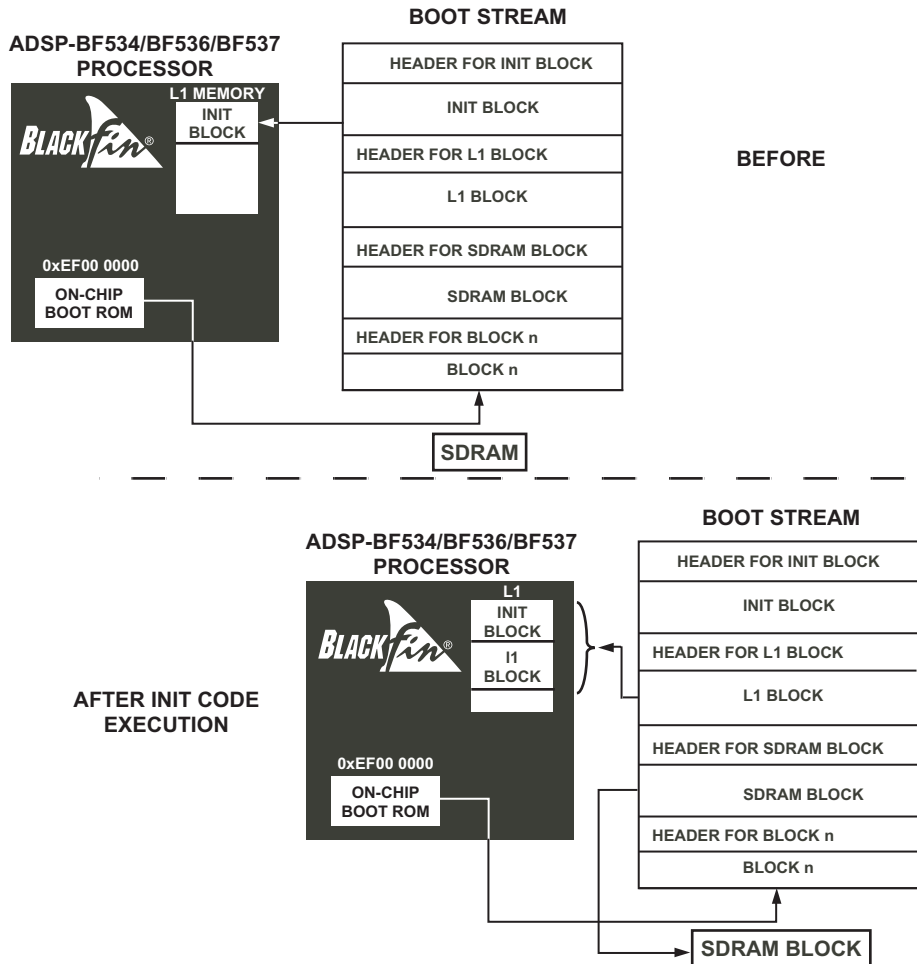 BOOT STREAM
ADSP-BF534/BF536/BF537
PROCESSOR
L1 MEMORY
INIT
BLOCK
BLACKfin®
0xEF00 0000
ON-CHIP
BOOT ROM
HEADER FOR INIT BLOCK
INIT BLOCK
HEADER FOR L1 BLOCK
L1 BLOCK
HEADER FOR SDRAM BLOCK
SDRAM BLOCK
HEADER FOR BLOCK n
BLOCK n
BEFORE
SDRAM
BOOT STREAM
ADSP-BF534/BF536/BF537
PROCESSOR
L1
INIT
BLOCK
I1
BLOCK
BLACKfin®
0xEF00 0000
ON-CHIP
BOOT ROM
AFTER INIT CODE
EXECUTION
HEADER FOR INIT BLOCK
INIT BLOCK
HEADER FOR L1 BLOCK
L1 BLOCK
HEADER FOR SDRAM BLOCK
SDRAM BLOCK
HEADER FOR BLOCK n
BLOCK n
SDRAM BLOCK